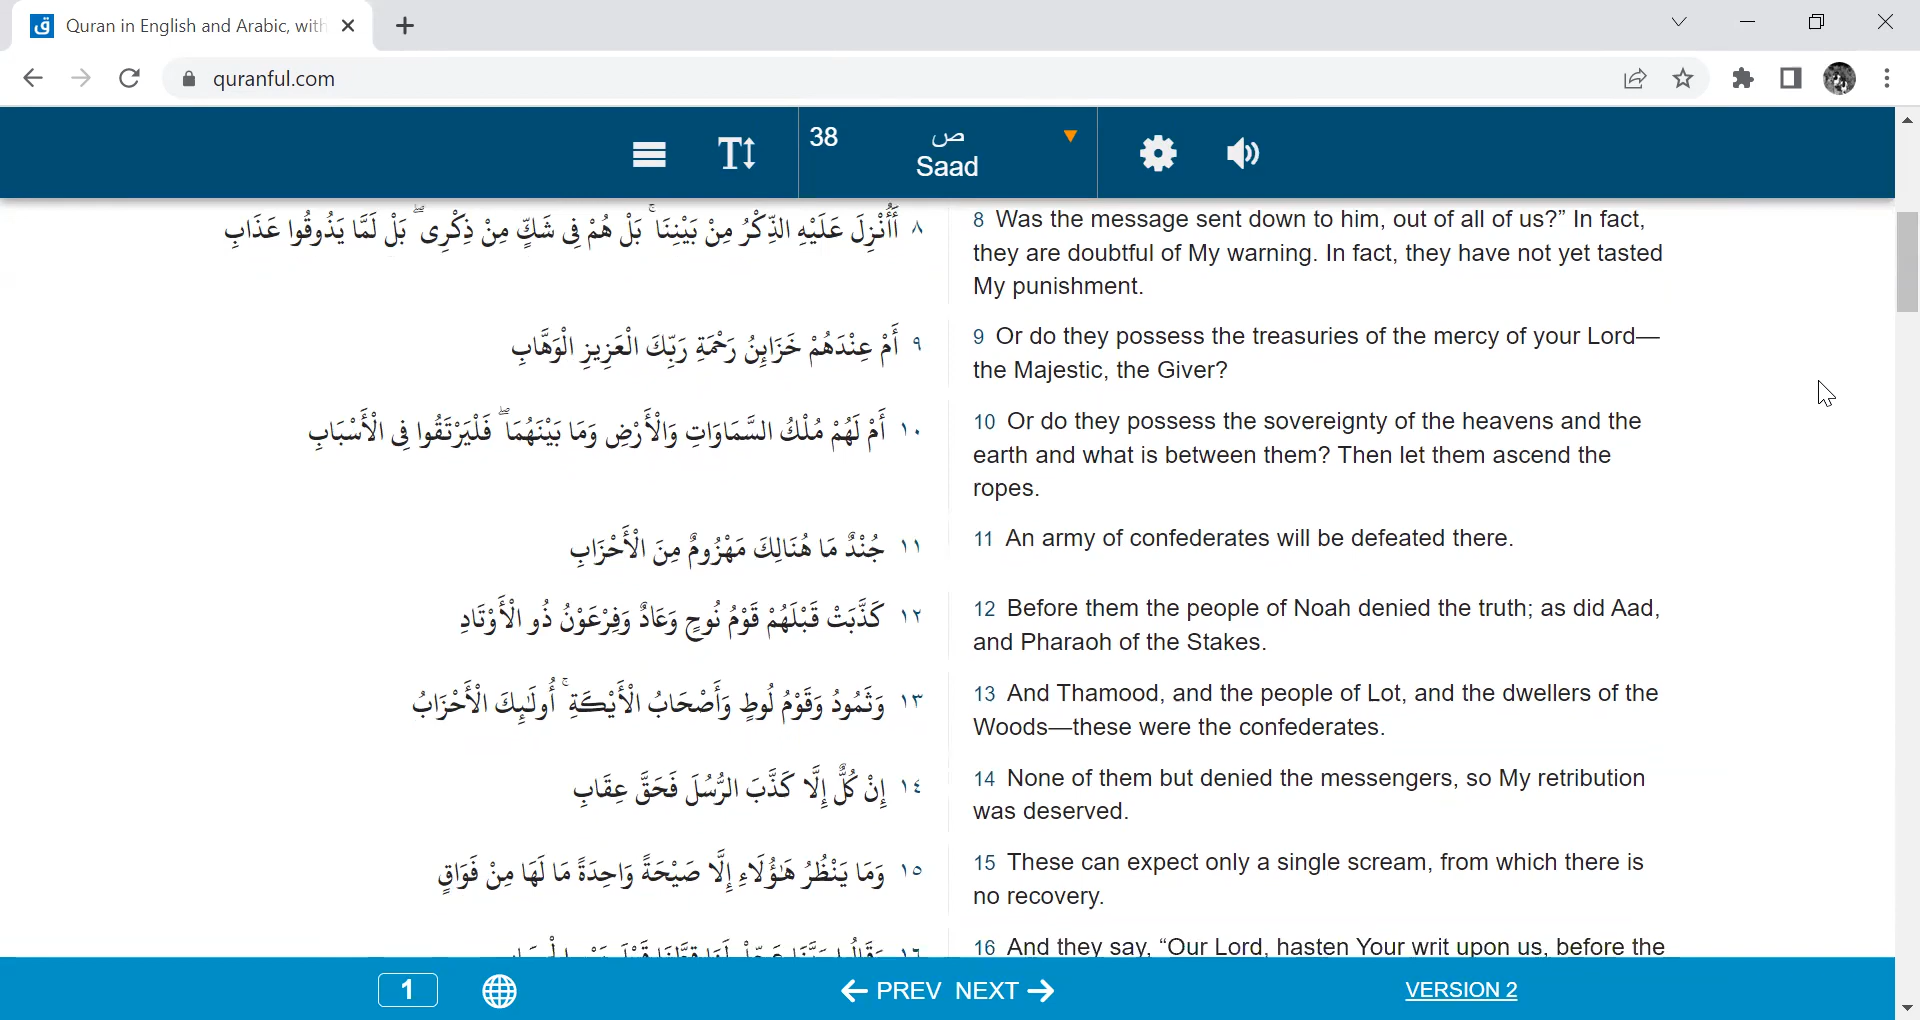 Quran in English and Arabic, with
quranful.com
38
ص
Saad
٨ أَأُنْزِلَ عَلَيْهِ الذِّكْرُ مِنْ بَيْنِنَا ۚ بَلْ هُمْ فِي شَكٍّ مِنْ ذِكْرِي ۖ بَلْ لَمَّا يَذُوقُوا عَذَابِ
8 Was the message sent down to him, out of all of us?” In fact,
they are doubtful of My warning. In fact, they have not yet tasted
My punishment.
٩ أَمْ عِنْدَهُمْ خَزَائِنُ رَحْمَةِ رَبِّكَ الْعَزِيزِ الْوَهَّابِ
9 Or do they possess the treasuries of the mercy of your Lord—
the Majestic, the Giver?
١٠ أَمْ لَهُمْ مُلْكُ السَّمَاوَاتِ وَالْأَرْضِ وَمَا بَيْنَهُمَا ۖ فَلْيَرْتَقُوا فِي الْأَسْبَابِ
10 Or do they possess the sovereignty of the heavens and the
earth and what is between them? Then let them ascend the
ropes.
١١ جُنْدٌ مَا هُنَالِكَ مَهْزُومٌ مِنَ الْأَحْزَابِ
11 An army of confederates will be defeated there.
١٢ كَذَّبَتْ قَبْلَهُمْ قَوْمُ نُوحٍ وَعَادٌ وَفِرْعَوْنُ ذُو الْأَوْتَادِ
12 Before them the people of Noah denied the truth; as did Aad,
and Pharaoh of the Stakes.
١٣ وَثَمُودُ وَقَوْمُ لُوطٍ وَأَصْحَابُ الْأَيْكَةِ ۚ أُولَٰئِكَ الْأَحْزَابُ
13 And Thamood, and the people of Lot, and the dwellers of the
Woods—these were the confederates.
١٤ إِنْ كُلٌّ إِلَّا كَذَّبَ الرُّسُلَ فَحَقَّ عِقَابِ
14 None of them but denied the messengers, so My retribution
was deserved.
١٥ وَمَا يَنْظُرُ هَٰؤُلَاءِ إِلَّا صَيْحَةً وَاحِدَةً مَا لَهَا مِنْ فَوَاقٍ
15 These can expect only a single scream, from which there is
no recovery.
16 And they say, “Our Lord, hasten Your writ upon us, before the
1
PREV NEXT
VERSION 2